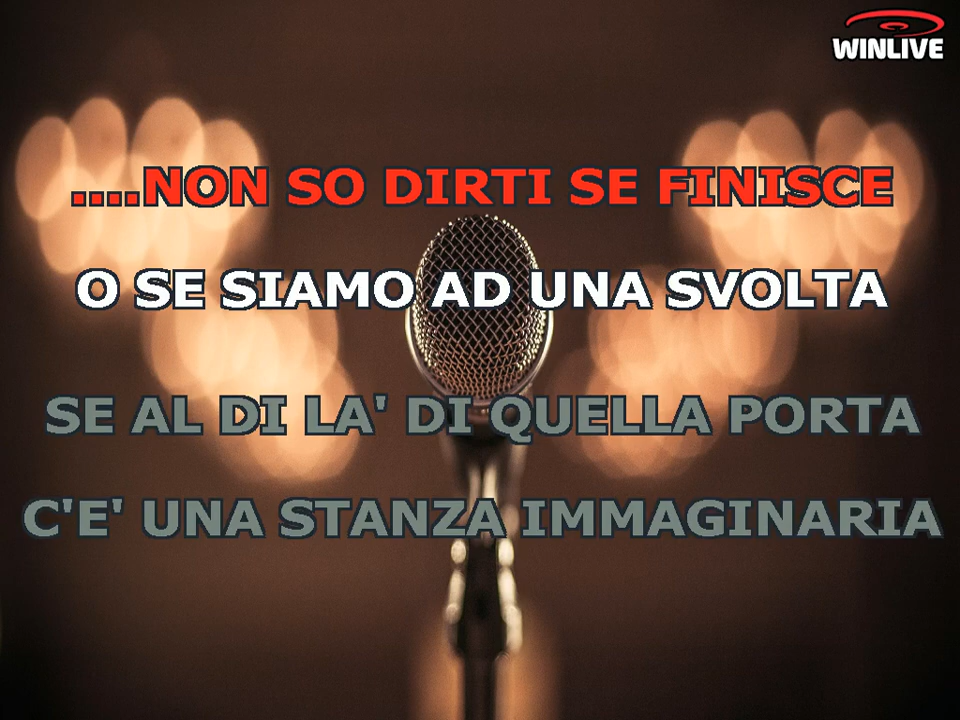 WINLIVE
....NON SO DIRTI SE FINISCE
O SE SIAMO AD UNA SVOLTA
SE AL DI LA' DI QUELLA PORTA
C'E' UNA STANZA IMMAGINARIA